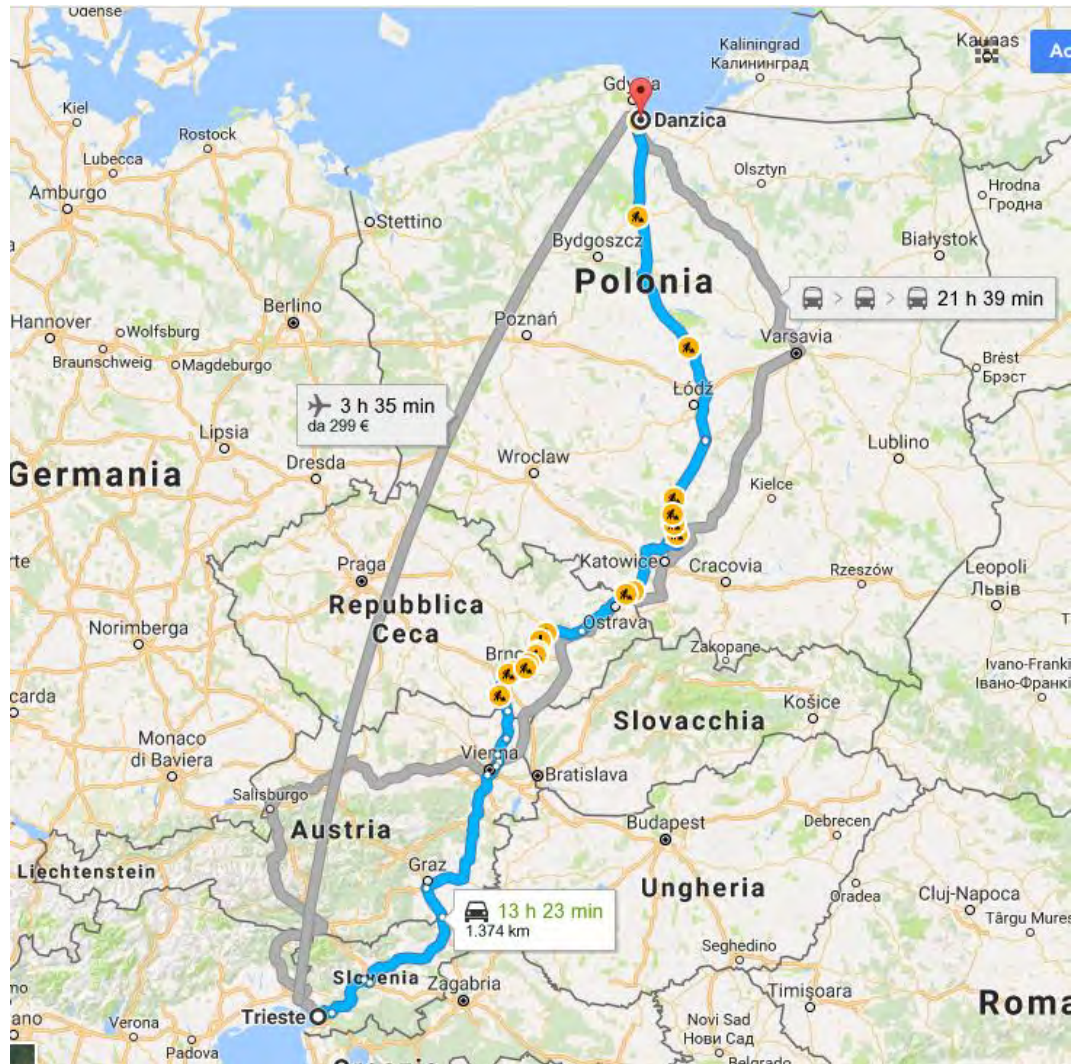 Odense
Kaliningrad
Калининград
Kaunas
Kiel
Gdynia
Danzica
Rostock
Lubecca
Olsztyn
Amburgo
Stettino
Hrodna
Гродна
Bydgoszcz
Białystok
Polonia
21 h 39 min
Berlino
Hannover
Wolfsburg
Poznań
Varsavia
Braunschweig
Magdeburgo
Brėst
Брэст
3 h 35 min
da 299 €
Łódź
Lipsia
Lublino
Germania
Dresda
Wroclaw
Kielce
Praga
Katowice
Cracovia
Rzeszów
Leopoli
Львів
Repubblica
Ceca
Norimberga
Ostrava
Zakopane
Brno
Ivano-Franki
Івано-Франкі
Slovacchia
Košice
Monaco
di Baviera
Vienna
Bratislava
Salisburgo
Austria
Budapest
Debrecen
Liechtenstein
Graz
Ungheria
Oradea
Cluj-Napoca
13 h 23 min
1.374 km
Târgu Mures
Seghedino
Slovenia
Zagabria
Trieste
Timișoara
Roma
Verona
Padova
Novi Sad
Нови Сад
Belgrado